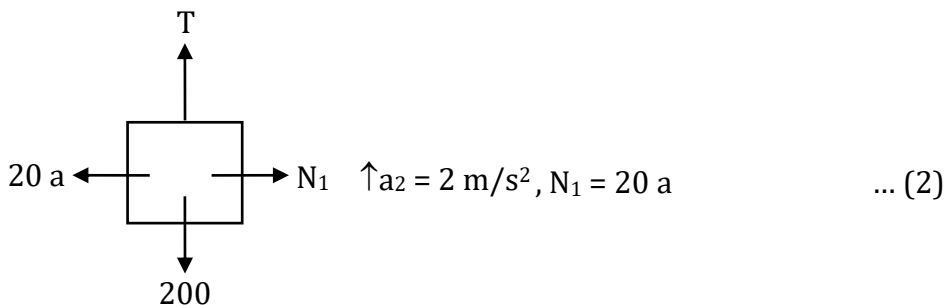 T
20 a N₁ ↑a₂ = 2 m/s², N₁ = 20 a ... (2)
200